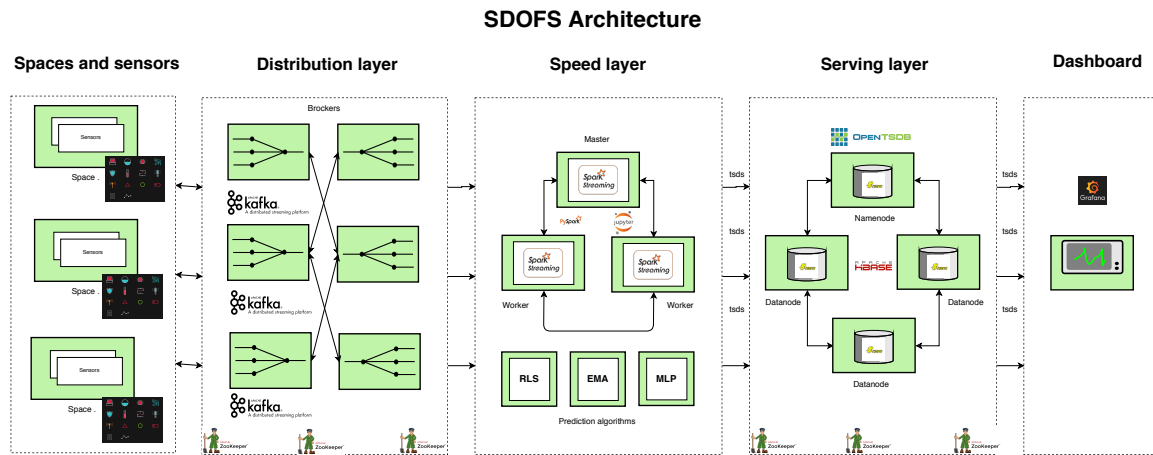 SDOFS Architecture
Spaces and sensors
Distribution layer
Speed layer
Serving layer
Dashboard
Sensors
Space .
Sensors
Space .
Sensors
Space .
Brockers
kafka
A distributed streaming platform
kafka
A distributed streaming platform
kafka
A distributed streaming platform
ZooKeeper
ZooKeeper
ZooKeeper
Master
Spark
Streaming
PySpark
jupyter
Spark
Streaming
Spark
Streaming
Worker
Worker
RLS
EMA
MLP
Prediction algorithms
tsds
tsds
tsds
OPENTSDB
Namenode
APACHE
HBASE
Datanode
Datanode
Datanode
ZooKeeper
ZooKeeper
ZooKeeper
tsds
tsds
tsds
Grafana